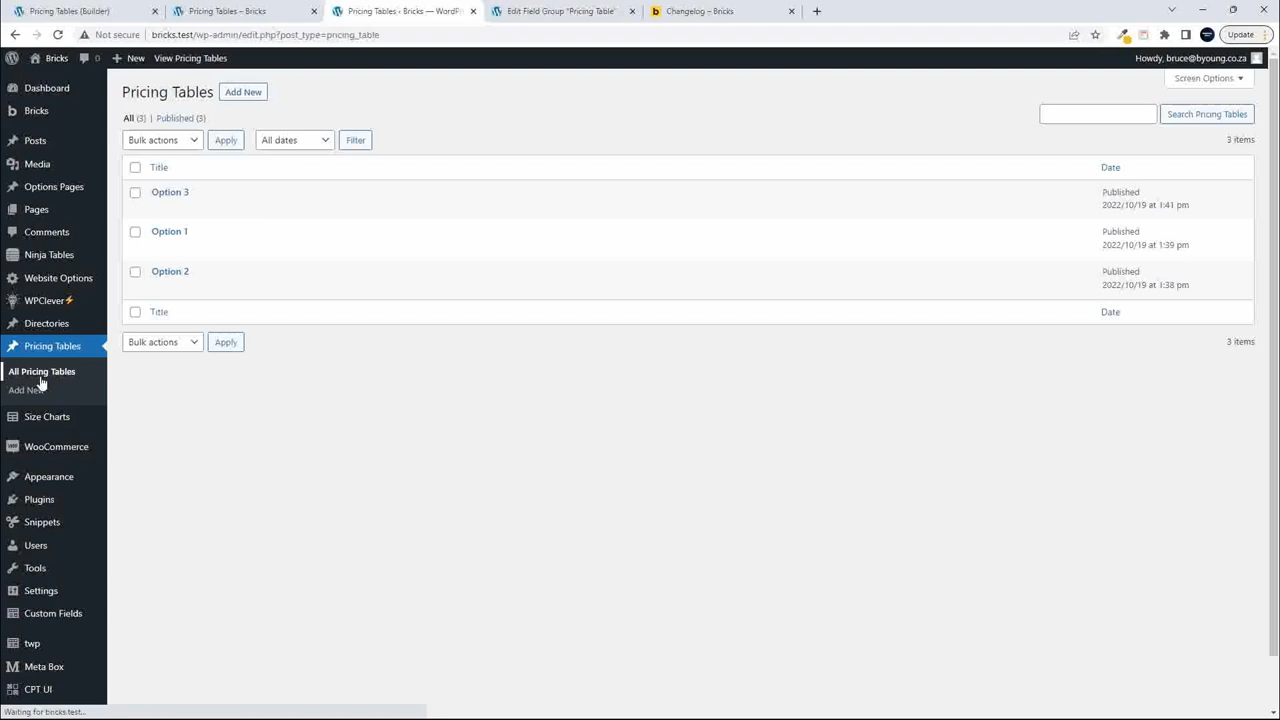 Pricing Tables (Builder)
Pricing Tables – Bricks
Pricing Tables ‹ Bricks — WordPr
Edit Field Group "Pricing Table"
Changelog – Bricks
Not secure
bricks.test/wp-admin/edit.php?post_type=pricing_table
Update
Bricks
0
New
View Pricing Tables
Howdy, bruce@byoung.co.za
Dashboard
Bricks
Posts
Media
Options Pages
Pages
Comments
Ninja Tables
Website Options
WPClever⚡
Directories
Pricing Tables
All Pricing Tables
Add New
Size Charts
WooCommerce
Appearance
Plugins
Snippets
Users
Tools
Settings
Custom Fields
twp
Meta Box
CPT UI
Screen Options
Pricing Tables
Add New
All (3) | Published (3)
Search Pricing Tables
Bulk actions
Apply
All dates
Filter
3 items
Title
Date
Option 3
Published
2022/10/19 at 1:41 pm
Option 1
Published
2022/10/19 at 1:39 pm
Option 2
Published
2022/10/19 at 1:38 pm
Title
Date
Bulk actions
Apply
3 items
Waiting for bricks.test...